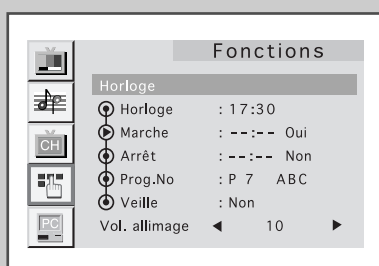 Fonctions
Horloge
Horloge : 17:30
Marche : --:-- Oui
Arrêt : --:-- Non
Prog.No : P 7 ABC
Veille : Non
Vol. allimage ◀ 10 ▶
CH
PC